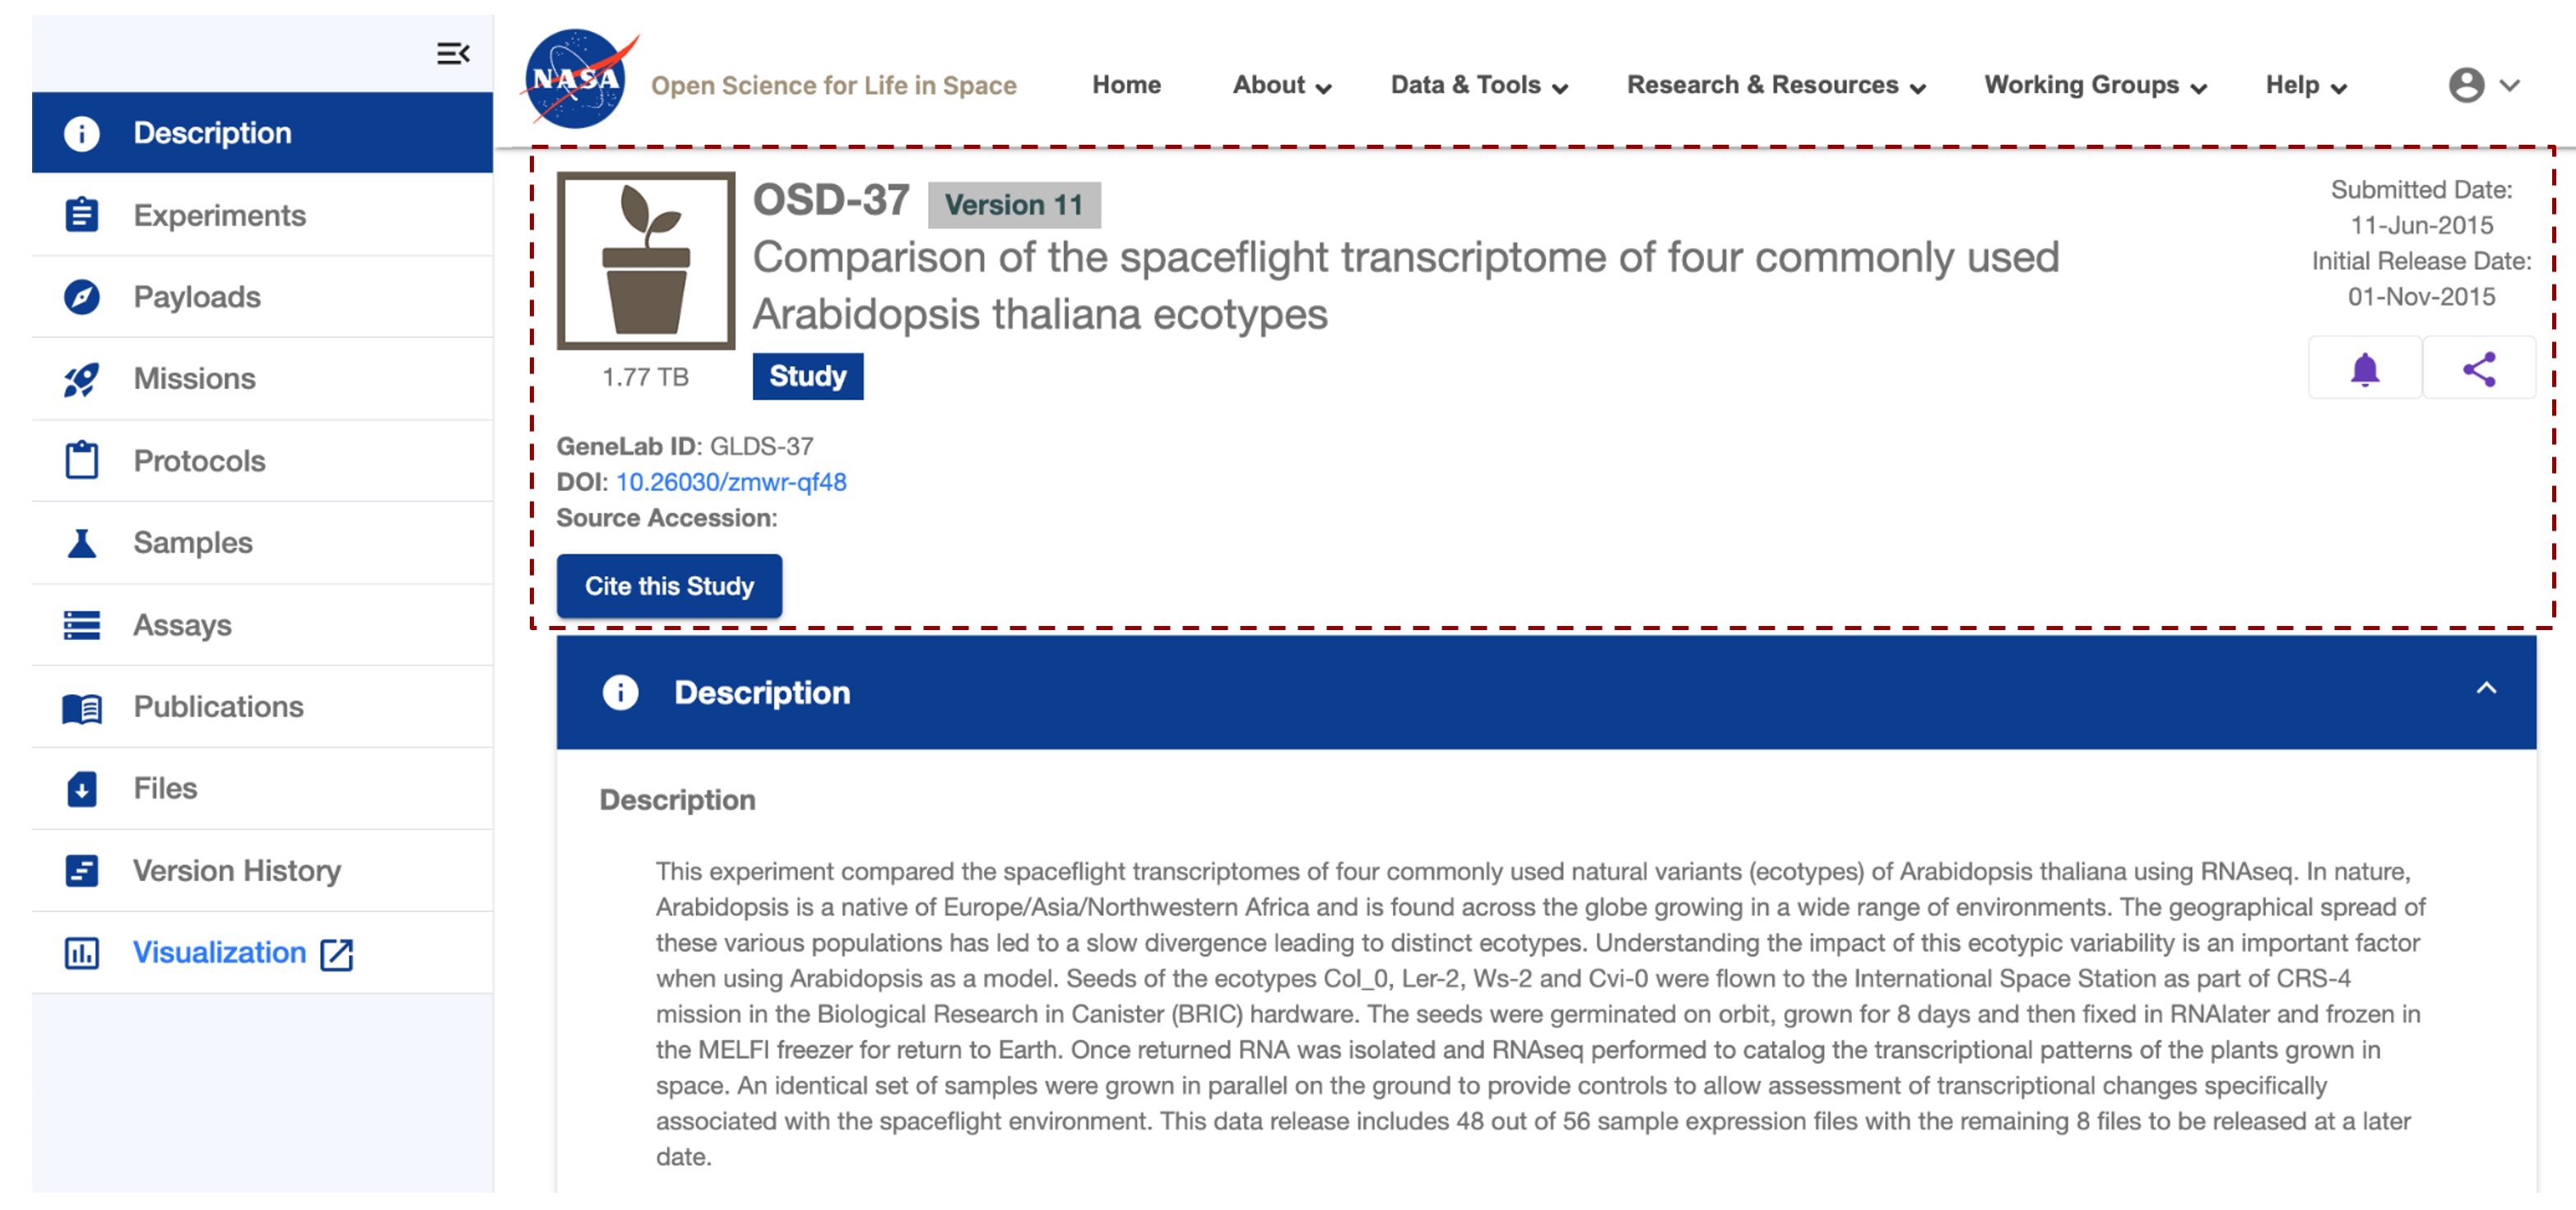 NASA
Open Science for Life in Space
Home
About
Data & Tools
Research & Resources
Working Groups
Help
Description
Experiments
Payloads
Missions
Protocols
Samples
Assays
Publications
Files
Version History
Visualization
OSD-37
Version 11
Comparison of the spaceflight transcriptome of four commonly used
Arabidopsis thaliana ecotypes
1.77 TB
Study
Submitted Date:
11-Jun-2015
Initial Release Date:
01-Nov-2015
GeneLab ID: GLDS-37
DOI: 10.26030/zmwr-qf48
Source Accession:
Cite this Study
Description
Description
This experiment compared the spaceflight transcriptomes of four commonly used natural variants (ecotypes) of Arabidopsis thaliana using RNAseq. In nature,
Arabidopsis is a native of Europe/Asia/Northwestern Africa and is found across the globe growing in a wide range of environments. The geographical spread of
these various populations has led to a slow divergence leading to distinct ecotypes. Understanding the impact of this ecotypic variability is an important factor
when using Arabidopsis as a model. Seeds of the ecotypes Col_0, Ler-2, Ws-2 and Cvi-0 were flown to the International Space Station as part of CRS-4
mission in the Biological Research in Canister (BRIC) hardware. The seeds were germinated on orbit, grown for 8 days and then fixed in RNAlater and frozen in
the MELFI freezer for return to Earth. Once returned RNA was isolated and RNAseq performed to catalog the transcriptional patterns of the plants grown in
space. An identical set of samples were grown in parallel on the ground to provide controls to allow assessment of transcriptional changes specifically
associated with the spaceflight environment. This data release includes 48 out of 56 sample expression files with the remaining 8 files to be released at a later
date.